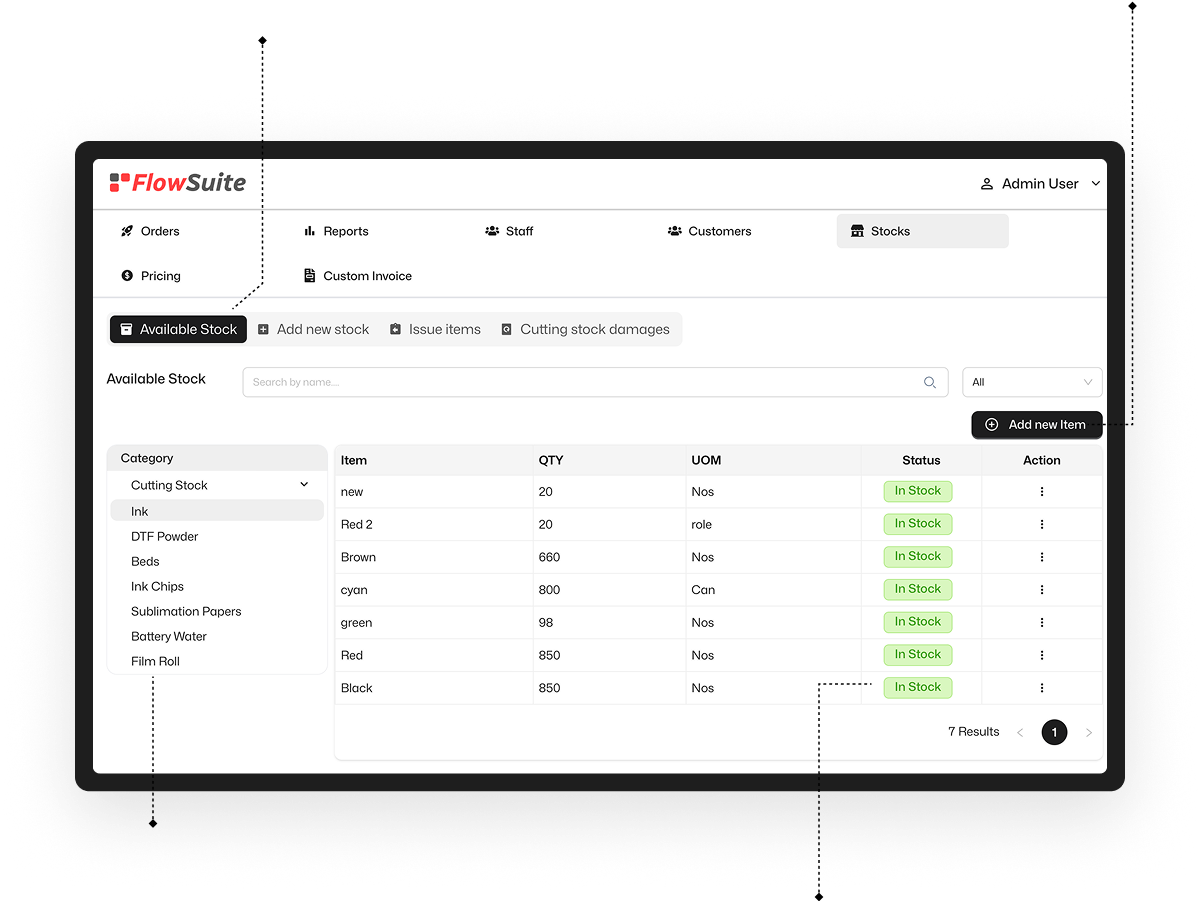 FlowSuite
Admin User
Orders Reports Staff Customers Stocks
Pricing Custom Invoice
Available Stock Add new stock Issue items Cutting stock damages
Available Stock Search by name... All
Add new Item
Category
Cutting Stock
Ink
DTF Powder
Beds
Ink Chips
Sublimation Papers
Battery Water
Film Roll
Item QTY UOM Status Action
new 20 Nos In Stock
Red 2 20 role In Stock
Brown 660 Nos In Stock
cyan 800 Can In Stock
green 98 Nos In Stock
Red 850 Nos In Stock
Black 850 Nos In Stock
7 Results 1